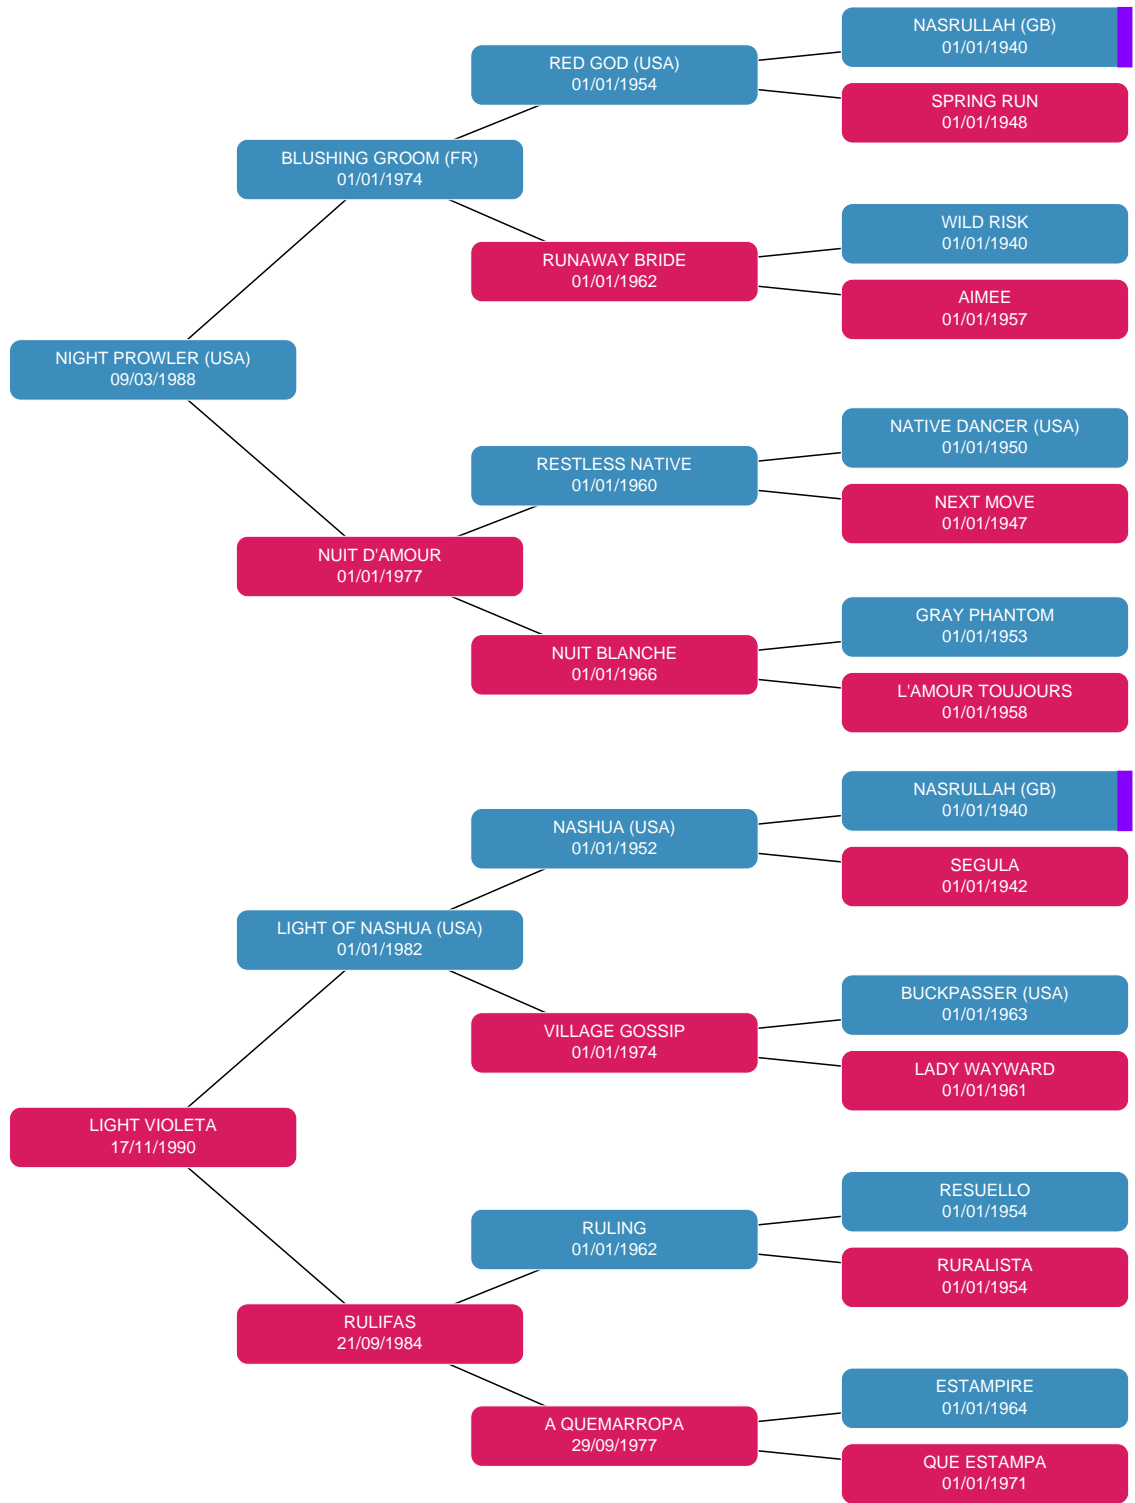 NASRULLAH (GB)
01/01/1940
RED GOD (USA)
01/01/1954
SPRING RUN
01/01/1948
BLUSHING GROOM (FR)
01/01/1974
WILD RISK
01/01/1940
RUNAWAY BRIDE
01/01/1962
AIMEE
01/01/1957
NIGHT PROWLER (USA)
09/03/1988
NATIVE DANCER (USA)
01/01/1950
RESTLESS NATIVE
01/01/1960
NEXT MOVE
01/01/1947
NUIT D'AMOUR
01/01/1977
GRAY PHANTOM
01/01/1953
NUIT BLANCHE
01/01/1966
L'AMOUR TOUJOURS
01/01/1958
NASRULLAH (GB)
01/01/1940
NASHUA (USA)
01/01/1952
SEGULA
01/01/1942
LIGHT OF NASHUA (USA)
01/01/1982
BUCKPASSER (USA)
01/01/1963
VILLAGE GOSSIP
01/01/1974
LADY WAYWARD
01/01/1961
LIGHT VIOLETA
17/11/1990
RESUELLO
01/01/1954
RULING
01/01/1962
RURALISTA
01/01/1954
RULIFAS
21/09/1984
ESTAMPIRE
01/01/1964
A QUEMARROPA
29/09/1977
QUE ESTAMPA
01/01/1971